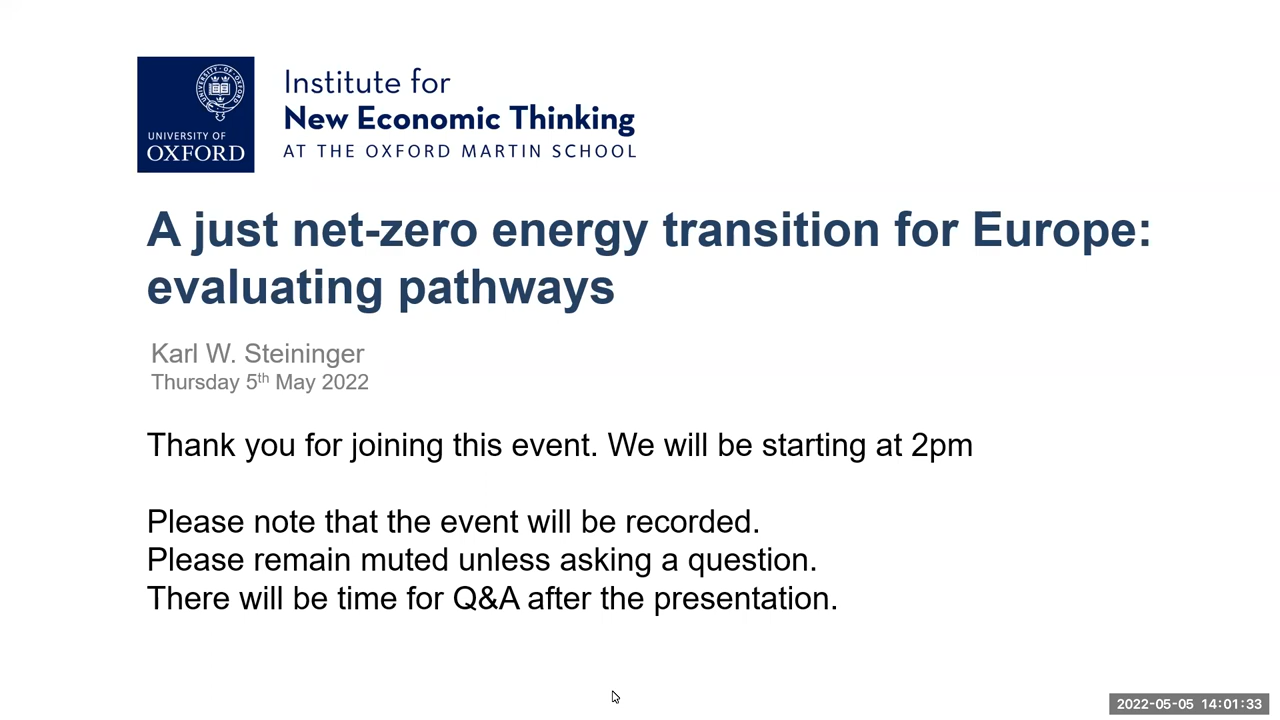 UNIVERSITY OF
OXFORD
Institute for
New Economic Thinking
AT THE OXFORD MARTIN SCHOOL
A just net-zero energy transition for Europe:
evaluating pathways
Karl W. Steininger
Thursday 5th May 2022
Thank you for joining this event. We will be starting at 2pm
Please note that the event will be recorded.
Please remain muted unless asking a question.
There will be time for Q&A after the presentation.
2022-05-05 14:01:33